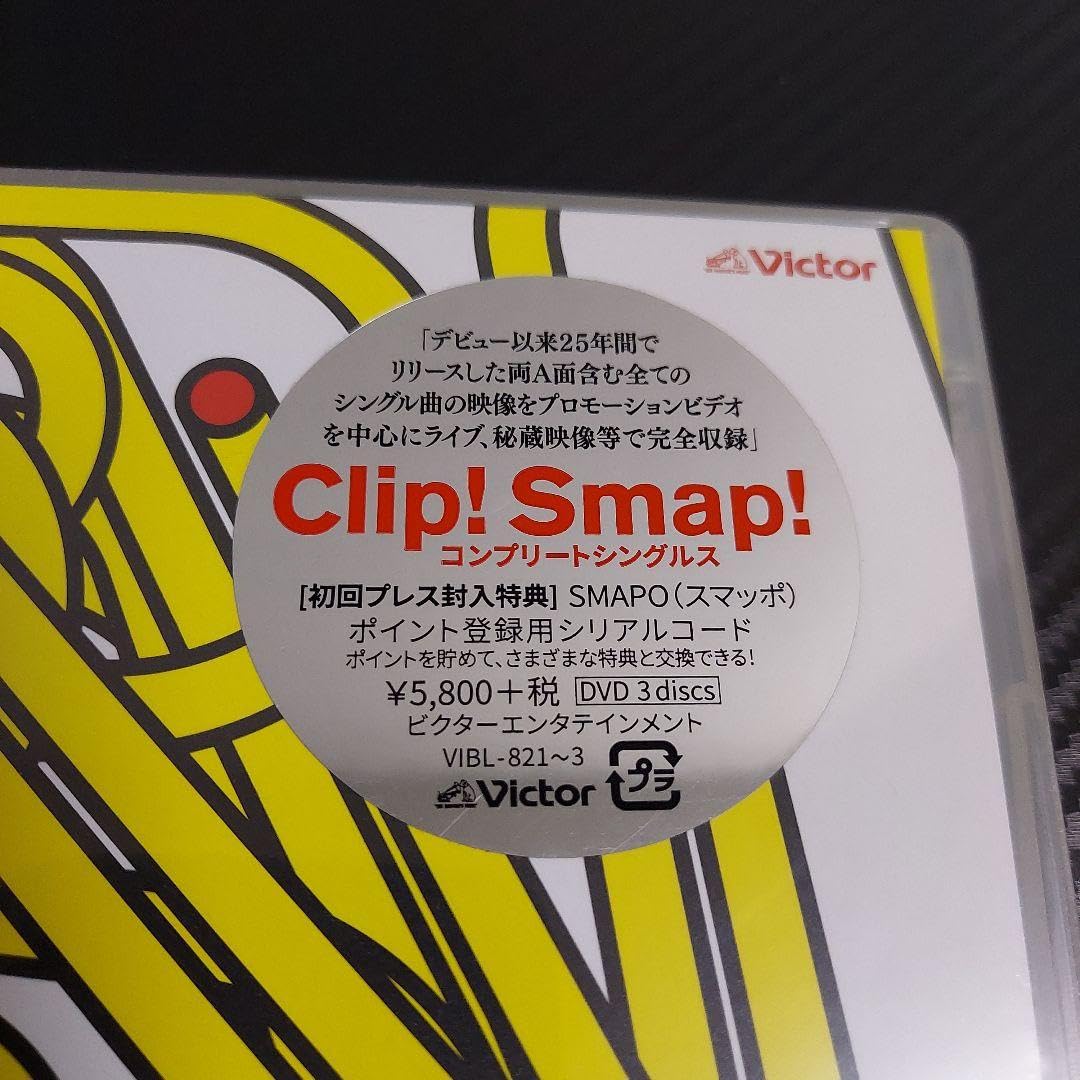 Victor
「デビュー以来25年間で
リリースした両A面含む全ての
シングル曲の映像をプロモーションビデオ
を中心にライブ、秘蔵映像等で完全収録」
Clip! Smap!
コンプリートシングルス
[初回プレス封入特典] SMAPO(スマッポ)
ポイント登録用シリアルコード
ポイントを貯めて、さまざまな特典と交換できる!
¥5,800+税 DVD 3discs
ビクターエンタテインメント
VIBL-821~3
Victor プラ